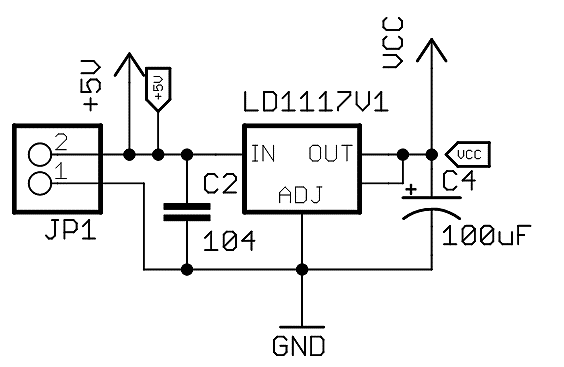 VCC
+5V
+5V
LD1117V1
2
IN OUT
VCC
1
C2
C4
ADJ
+
JP1
104
100uF
GND